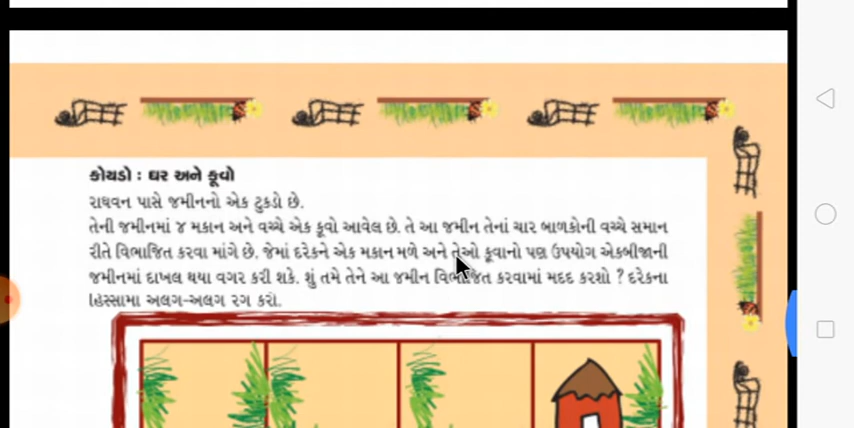 કોયડો : ઘર અને કૂવો
રાઘવન પાસે જમીનનો એક ટુકડો છે.
તેની જમીનમાં ૪ મકાન અને વચ્ચે એક કૂવો આવેલ છે. તે આ જમીન તેનાં ચાર બાળકોની વચ્ચે સમાન
રીતે વિભાજિત કરવા માંગે છે. જેમાં દરેકને એક મકાન મળે અને તેઓ કૂવાનો પણ ઉપયોગ એકબીજાની
જમીનમાં દાખલ થયા વગર કરી શકે. શું તમે તેને આ જમીન વિભાજિત કરવામાં મદદ કરશો ? દરેકના
હિસ્સામા અલગ-અલગ રંગ કરો.